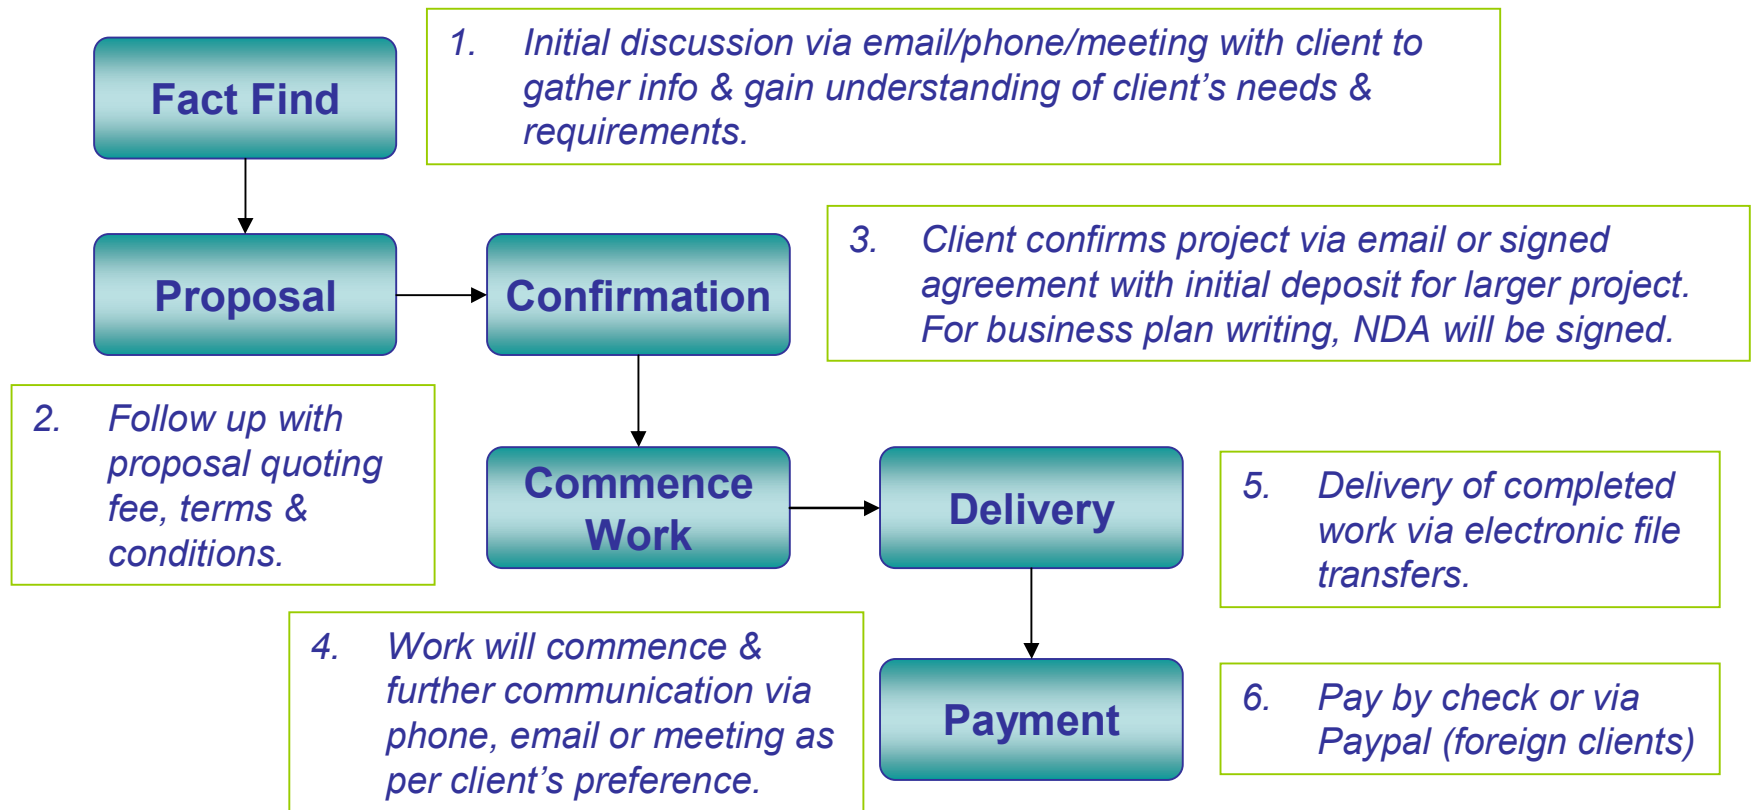 Fact Find
1. Initial discussion via email/phone/meeting with client to
gather info & gain understanding of client's needs &
requirements.
Proposal
Confirmation
3. Client confirms project via email or signed
agreement with initial deposit for larger project.
For business plan writing, NDA will be signed.
2. Follow up with
proposal quoting
fee, terms &
conditions.
Commence
Work
Delivery
5. Delivery of completed
work via electronic file
transfers.
4. Work will commence &
further communication via
phone, email or meeting as
per client's preference.
Payment
6. Pay by check or via
Paypal (foreign clients)